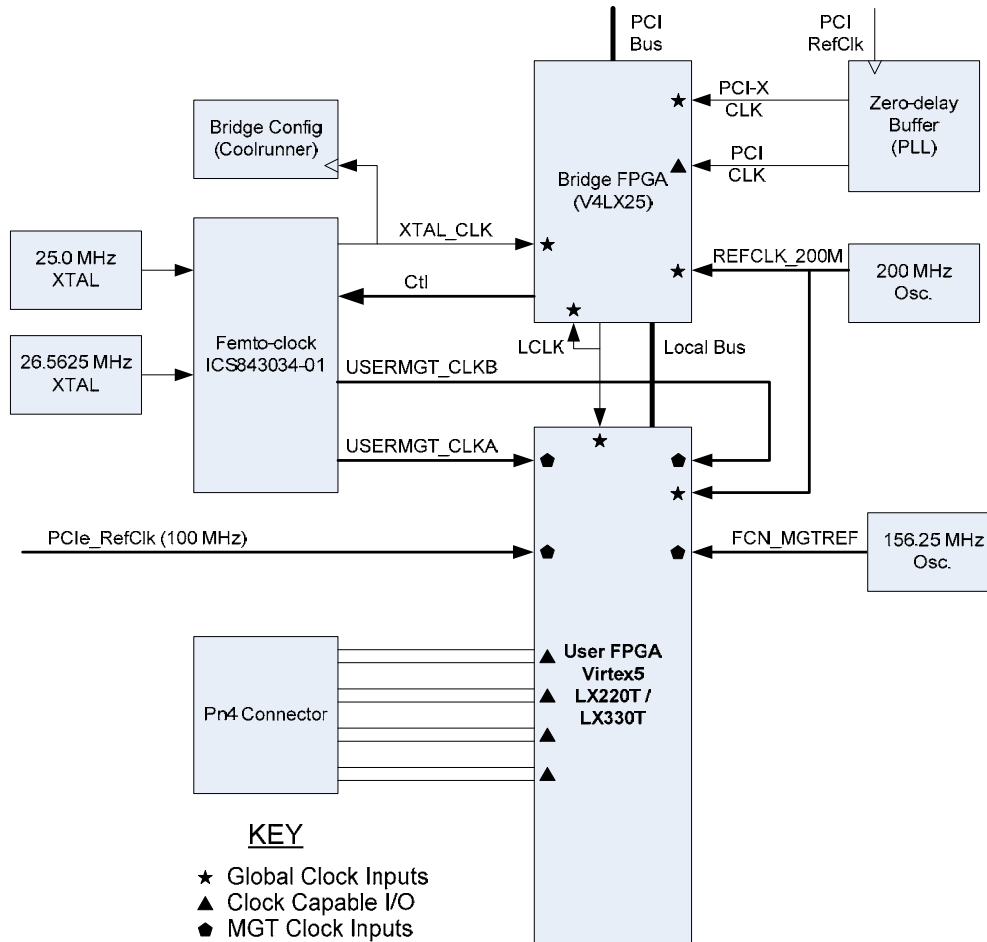 PCI
Bus
PCI
RefClk
Bridge Config
(Coolrunner)
PCI-X
CLK
PCI
CLK
Zero-delay
Buffer
(PLL)
Bridge FPGA
(V4LX25)
25.0 MHz
XTAL
XTAL_CLK
REFCLK_200M
200 MHz
Osc.
Ctl
26.5625 MHz
XTAL
Femto-clock
ICS843034-01
LCLK
Local Bus
USERMGT_CLKB
USERMGT_CLKA
PCIe_RefClk (100 MHz)
FCN_MGTREF
156.25 MHz
Osc.
Pn4 Connector
User FPGA
Virtex5
LX220T /
LX330T
KEY
★ Global Clock Inputs
▲ Clock Capable I/O
⬟ MGT Clock Inputs